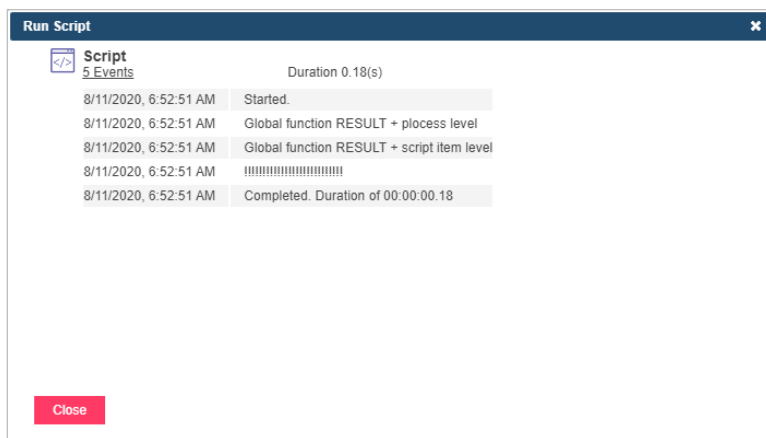 Run Script
Script
5 Events Duration 0.18(s)
8/11/2020, 6:52:51 AM Started.
8/11/2020, 6:52:51 AM Global function RESULT + plocess level
8/11/2020, 6:52:51 AM Global function RESULT + script item level
8/11/2020, 6:52:51 AM !!!!!!!!!!!!!!!!!!!!!!!!!!!
8/11/2020, 6:52:51 AM Completed. Duration of 00:00:00.18
Close